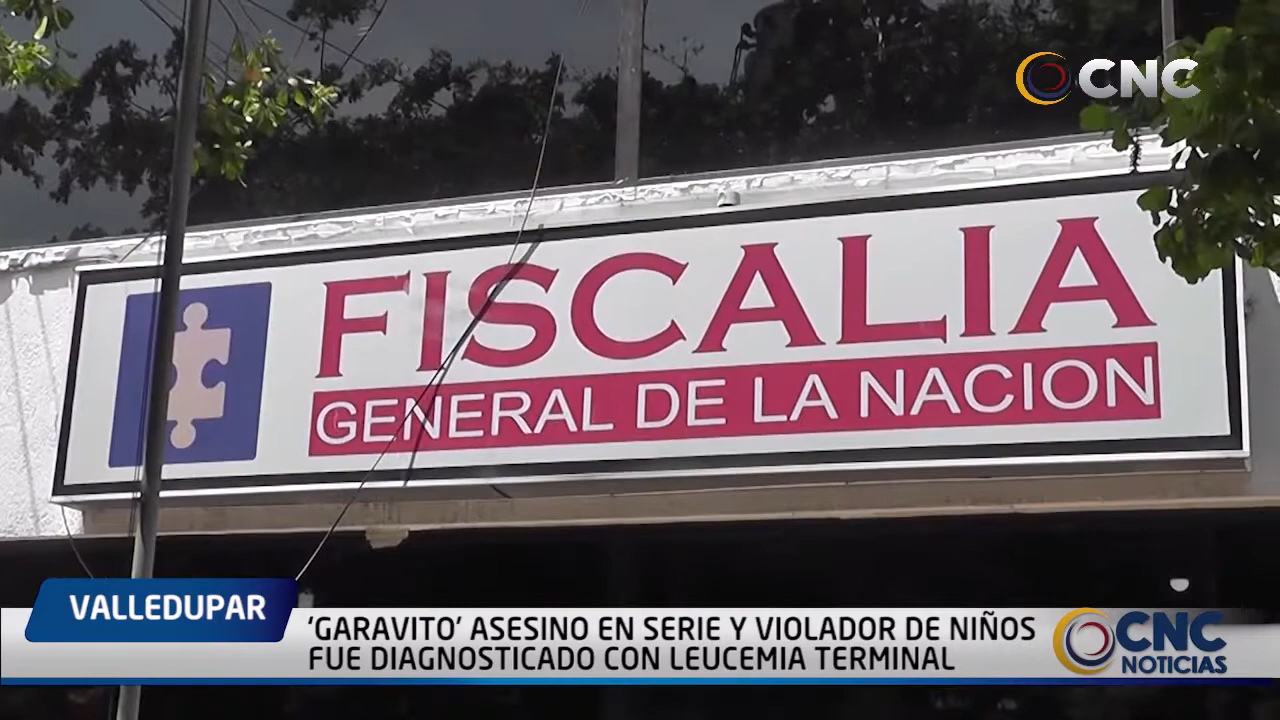 CNC
FISCALIA
GENERAL DE LA NACION
VALLEDUPAR
‘GARAVITO’ ASESINO EN SERIE Y VIOLADOR DE NIÑOS
FUE DIAGNOSTICADO CON LEUCEMIA TERMINAL
CNC
NOTICIAS